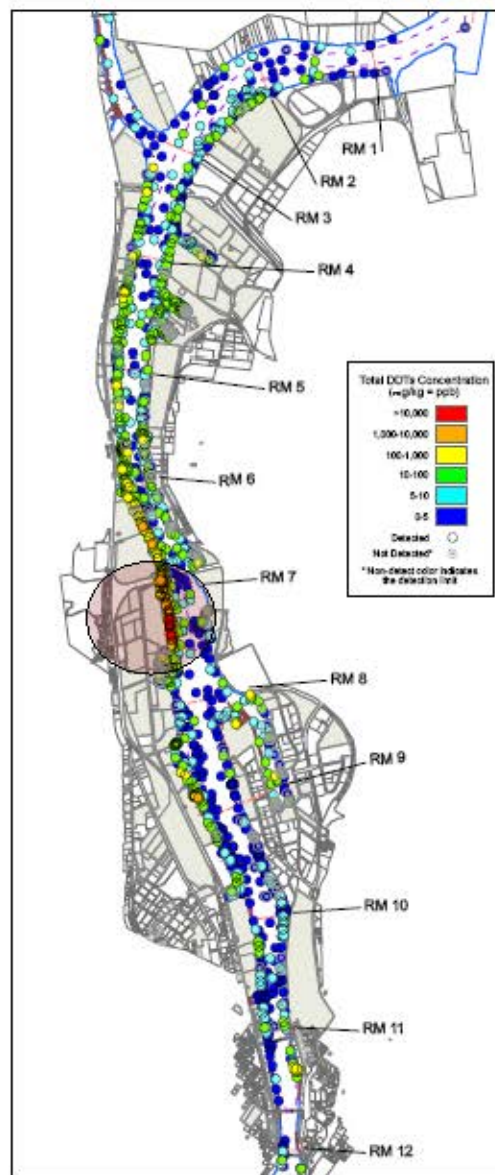 RM 1
RM 2
RM 3
RM 4
RM 5
RM 6
RM 7
RM 8
RM 9
RM 10
RM 11
RM 12
Total DDTs Concentration
(µg/kg = ppb)
>10,000
1,000-10,000
100-1,000
10-100
5-10
0-5
Detected
Not Detected*
*Non-detect color indicates
the detection limit